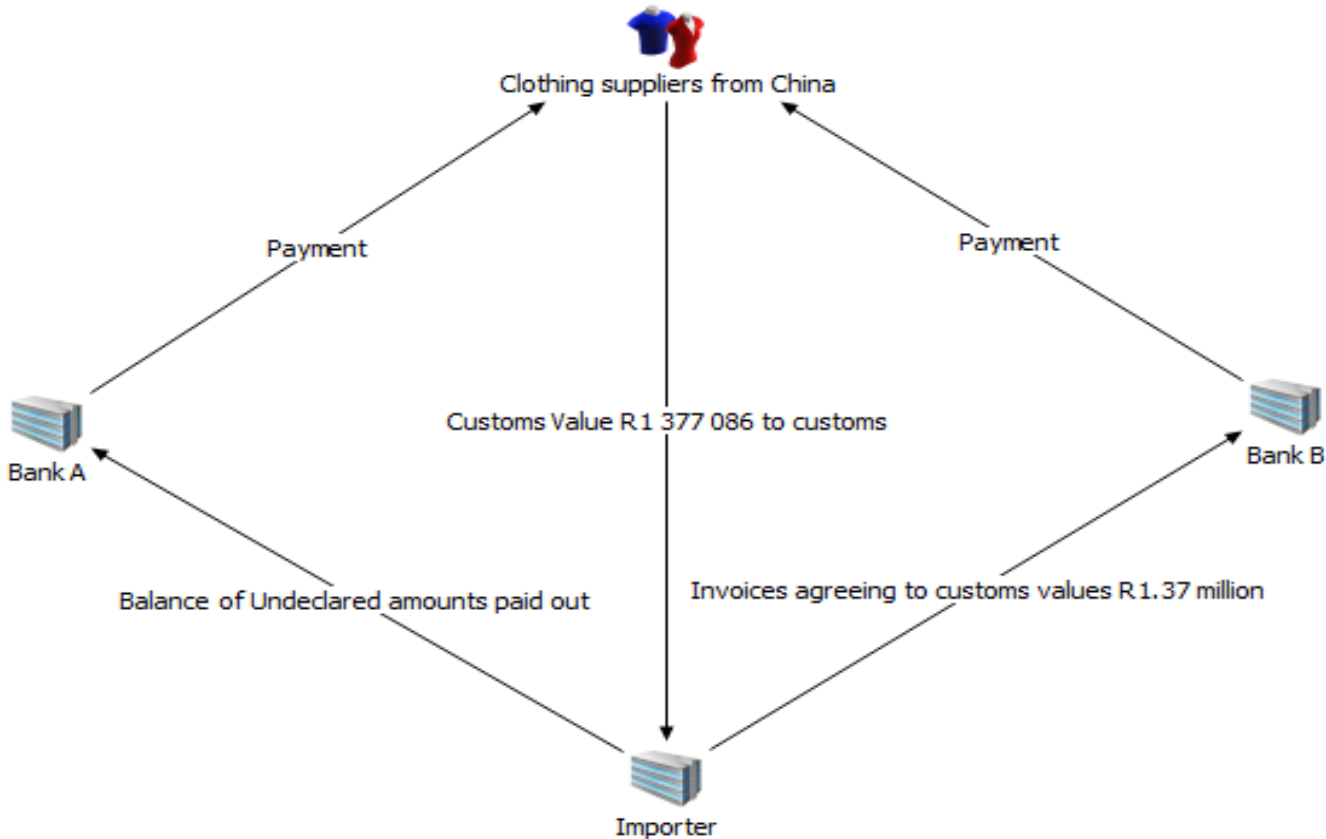 Clothing suppliers from China
Payment
Payment
Customs Value R1 377 086 to customs
Bank A
Bank B
Balance of Undeclared amounts paid out
Invoices agreeing to customs values R1.37 million
Importer